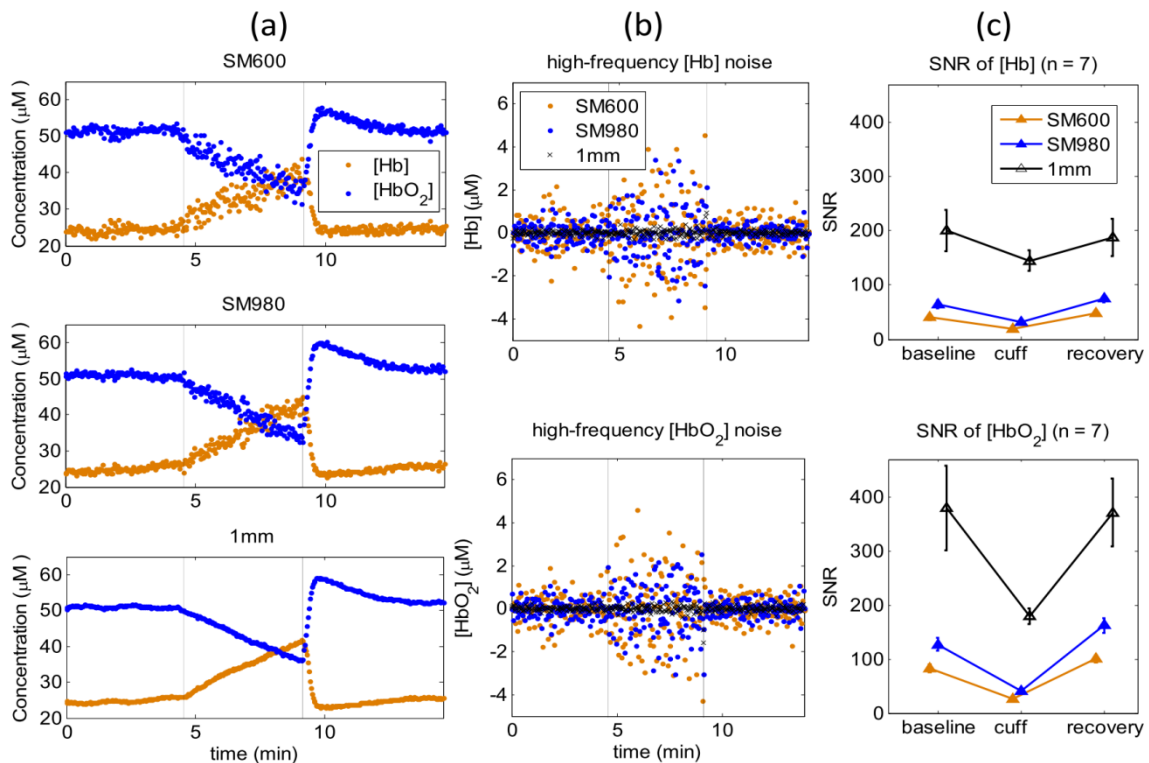 (a)
(b)
(c)
SM600
Concentration (μM)
60
50
40
30
20
[Hb]
[HbO2]
0
5
10
SM980
Concentration (μM)
60
50
40
30
20
0
5
10
1mm
Concentration (μM)
60
50
40
30
20
0
5
10
time (min)
high-frequency [Hb] noise
SM600
SM980
1mm
[Hb] (μM)
6
4
2
0
-2
-4
0
5
10
high-frequency [HbO2] noise
[HbO2] (μM)
6
4
2
0
-2
-4
0
5
10
time (min)
SNR of [Hb] (n = 7)
SM600
SM980
1mm
SNR
400
300
200
100
0
baseline
cuff
recovery
SNR of [HbO2] (n = 7)
SNR
400
300
200
100
0
baseline
cuff
recovery